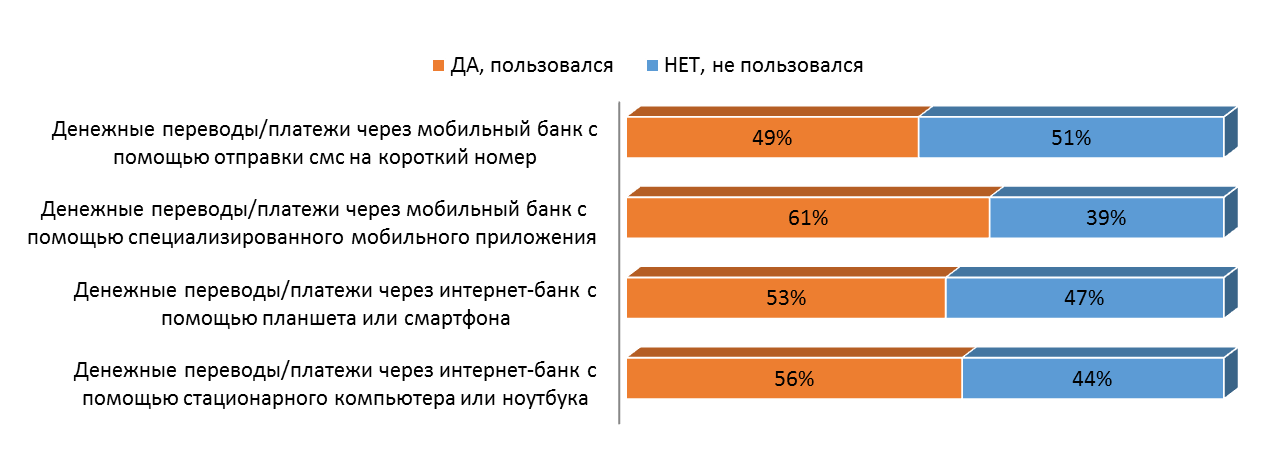 ДА, пользовался НЕТ, не пользовался
Денежные переводы/платежи через мобильный банк с
помощью отправки смс на короткий номер
49% 51%
Денежные переводы/платежи через мобильный банк с
помощью специализированного мобильного приложения
61% 39%
Денежные переводы/платежи через интернет-банк с
помощью планшета или смартфона
53% 47%
Денежные переводы/платежи через интернет-банк с
помощью стационарного компьютера или ноутбука
56% 44%